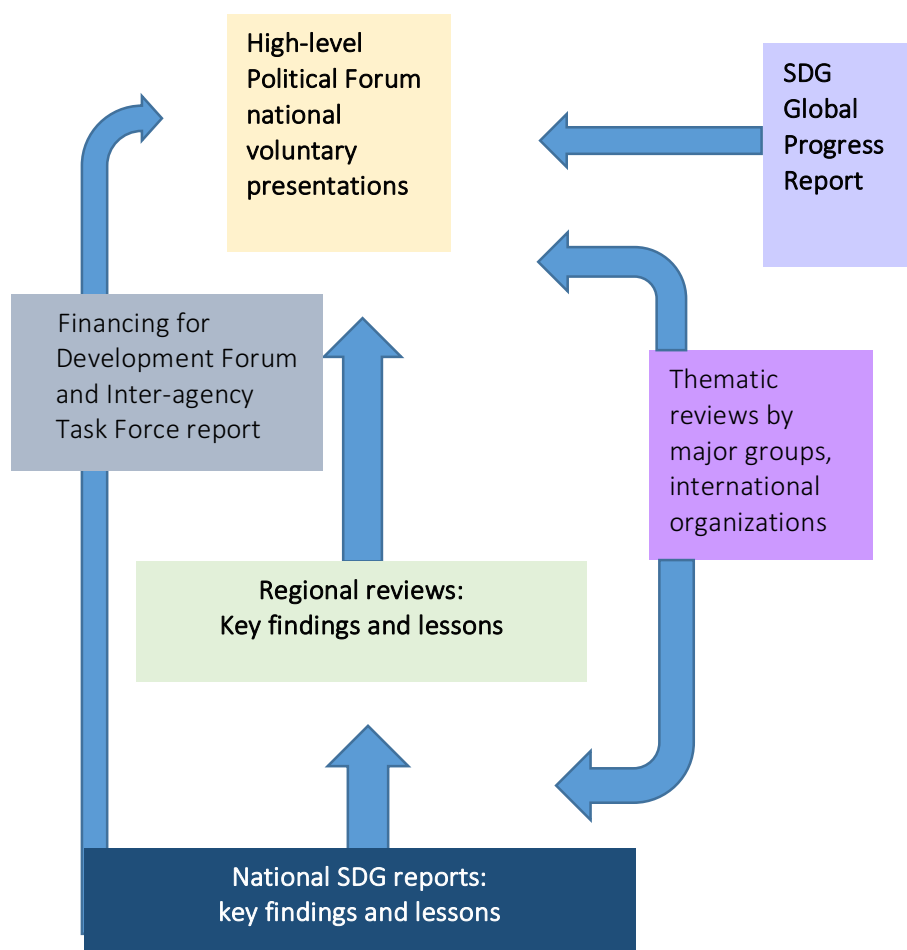 High-level
Political Forum
national
voluntary
presentations
SDG
Global
Progress
Report
Financing for
Development Forum
and Inter-agency
Task Force report
Thematic
reviews by
major groups,
international
organizations
Regional reviews:
Key findings and lessons
National SDG reports:
key findings and lessons